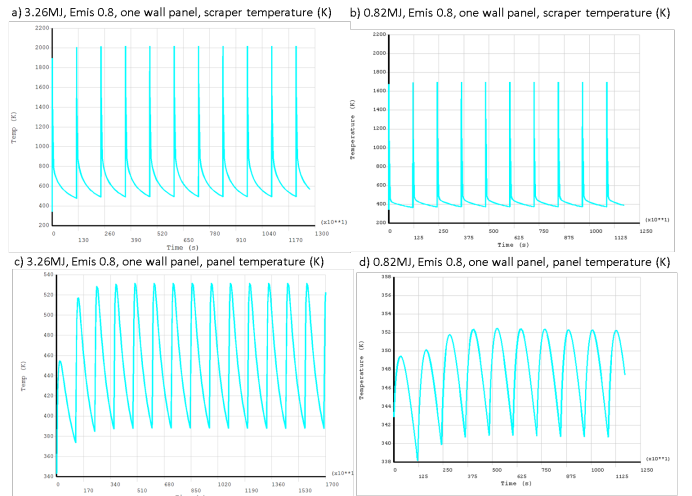 a) 3.26MJ, Emis 0.8, one wall panel, scraper temperature (K)
2200
2000
1800
1600
1400
1200
1000
800
600
400
200
Temp (K)
0 130 260 390 520 650 780 910 1040 1170 1300
(x10**1)
Time (s)
b) 0.82MJ, Emis 0.8, one wall panel, scraper temperature (K)
2200
2000
1800
1600
1400
1200
1000
800
600
400
200
Temperature (K)
0 125 250 375 500 625 750 875 1000 1125 1250
(x10**1)
Time (s)
c) 3.26MJ, Emis 0.8, one wall panel, panel temperature (K)
540
520
500
480
460
440
420
400
380
360
340
Temp (K)
0 170 340 510 680 850 1020 1190 1360 1530 1700
(x10**1
d) 0.82MJ, Emis 0.8, one wall panel, panel temperature (K)
358
356
354
352
350
348
346
344
342
340
338
Temperature (K)
0 125 250 375 500 625 750 875 1000 1125 1250
(x10**1)
Time (s)